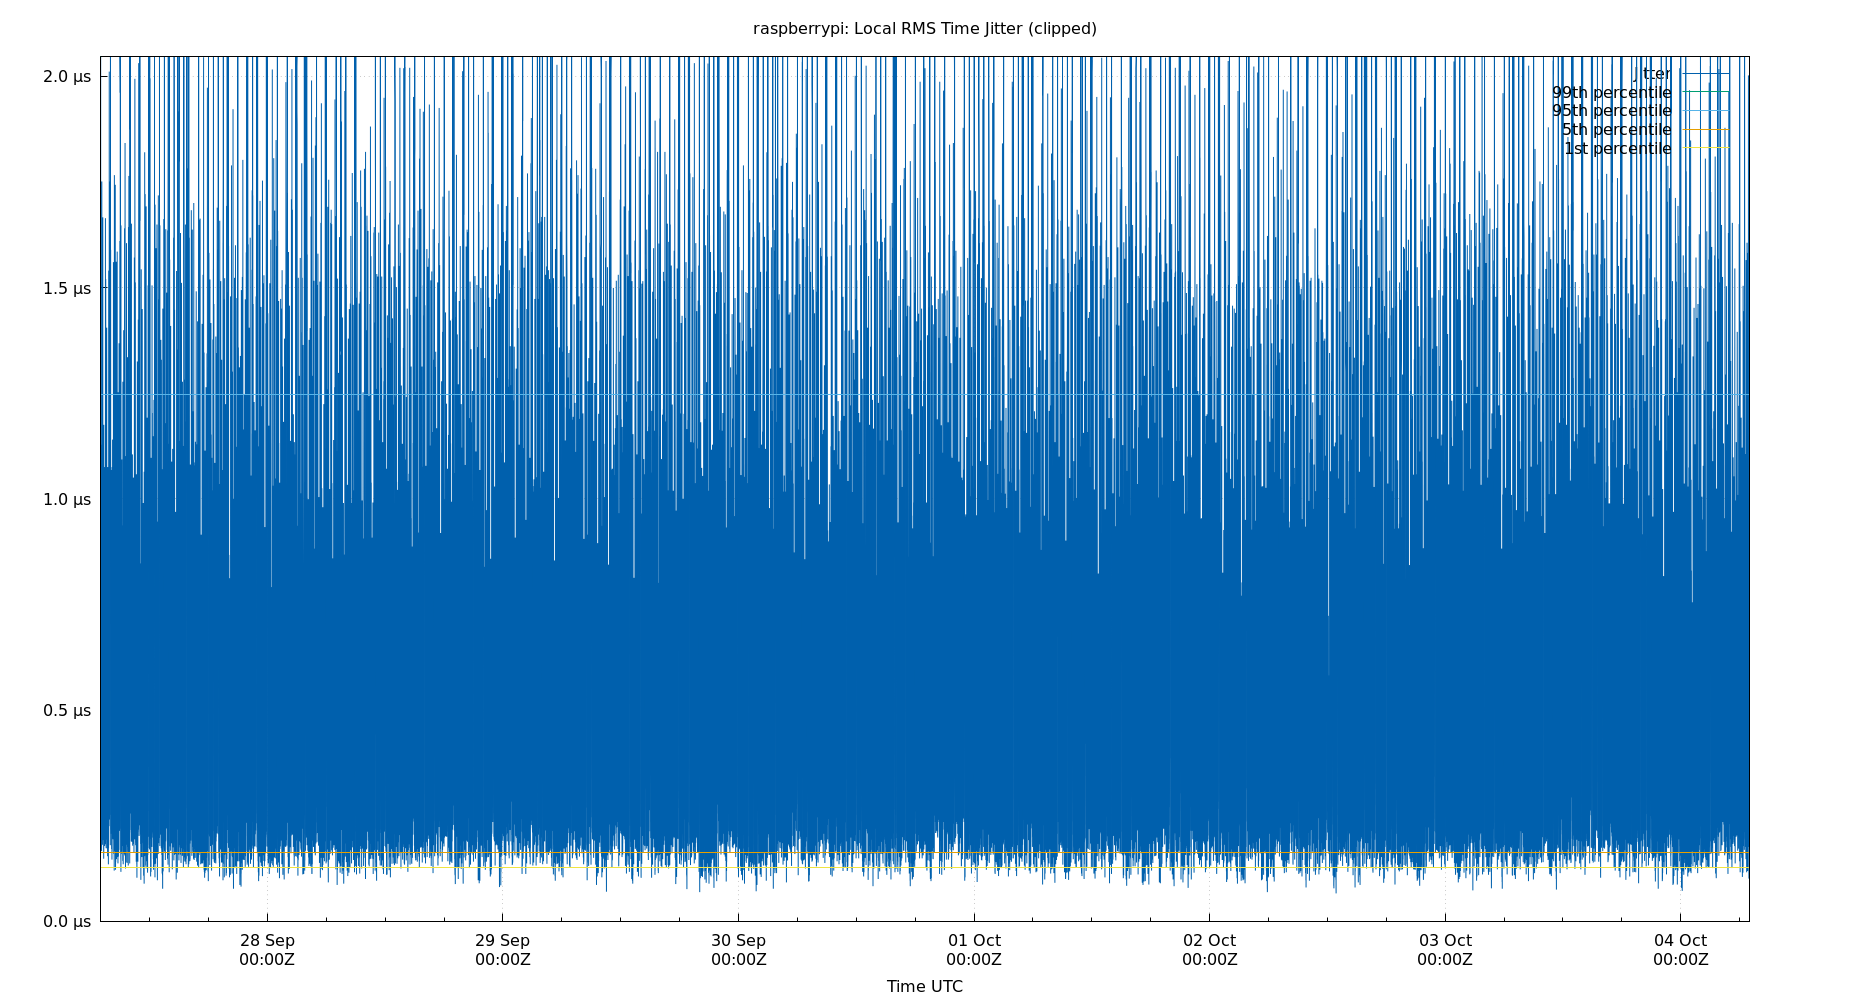 raspberrypi: Local RMS Time Jitter (clipped)
2.0 µs
1.5 µs
1.0 µs
0.5 µs
0.0 µs
jitter
99th percentile
95th percentile
5th percentile
1st percentile
28 Sep
00:00Z
29 Sep
00:00Z
30 Sep
00:00Z
01 Oct
00:00Z
02 Oct
00:00Z
03 Oct
00:00Z
04 Oct
00:00Z
Time UTC